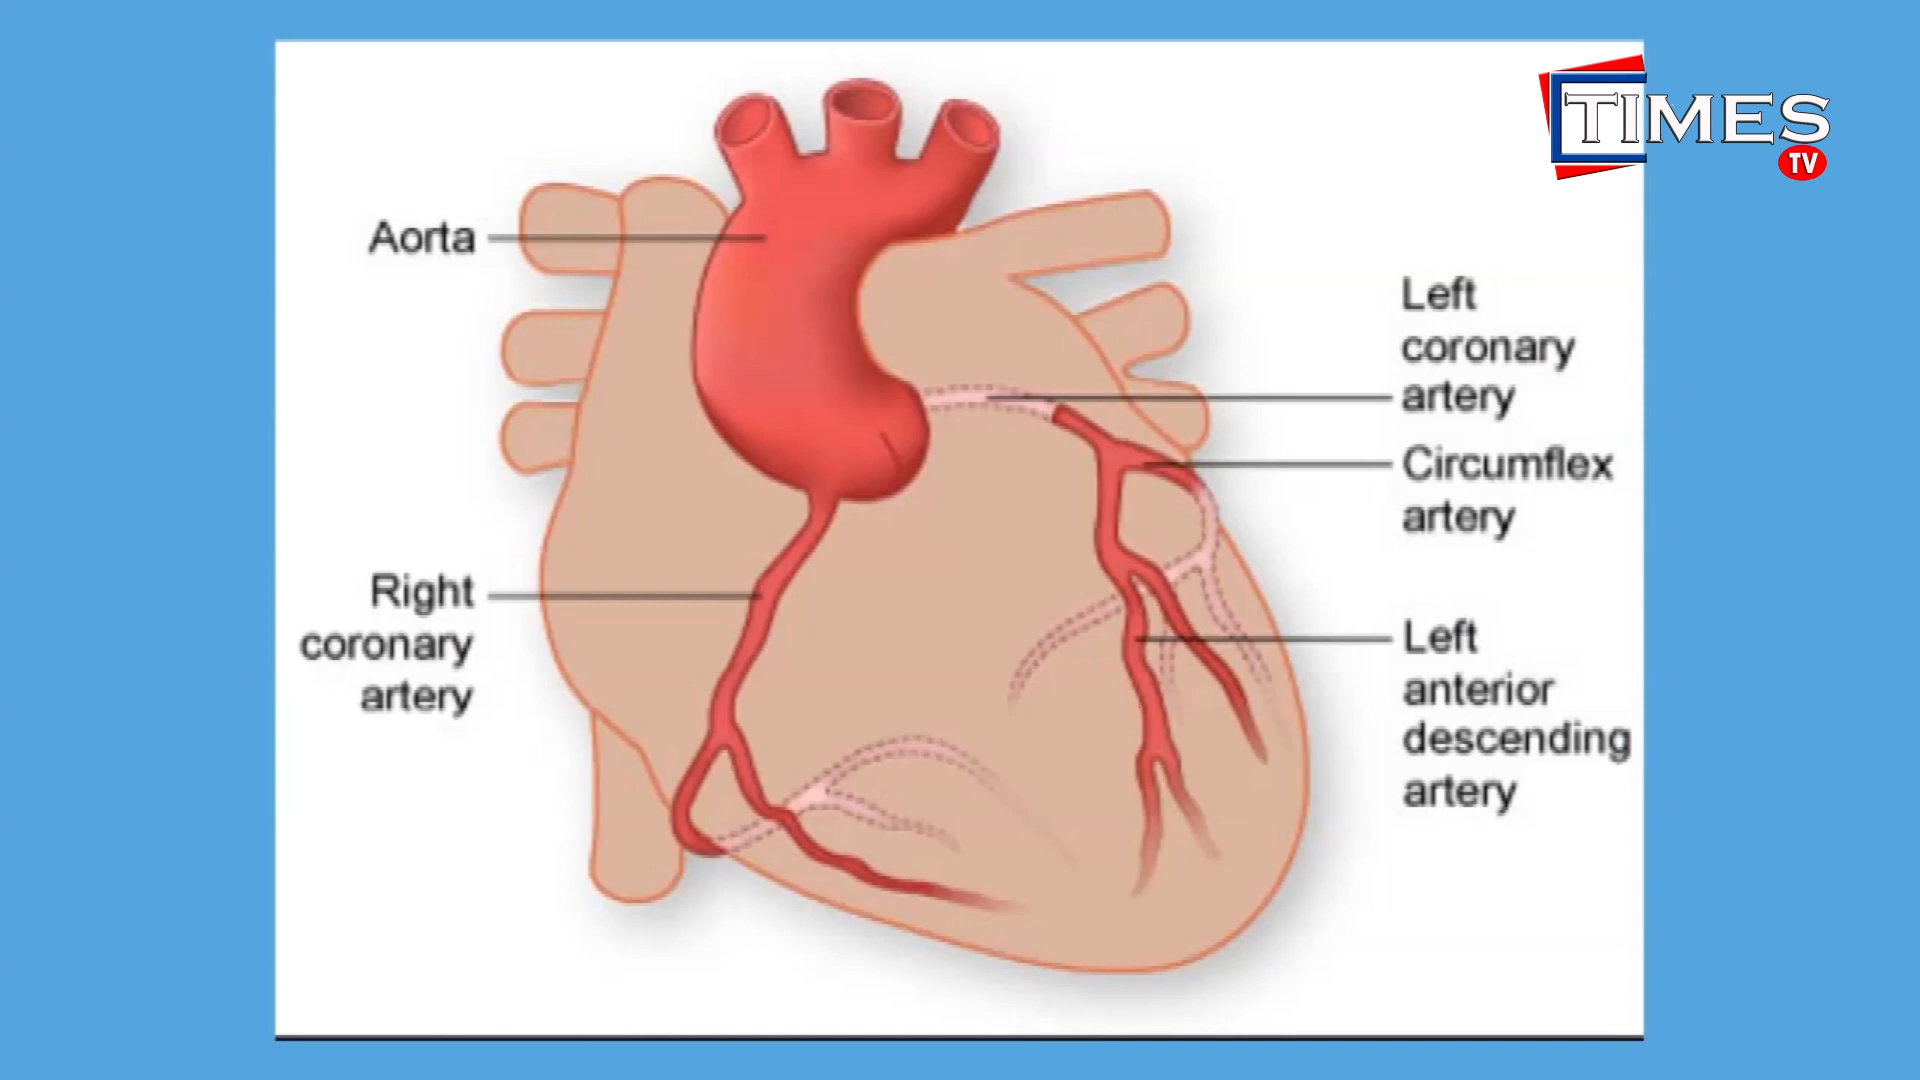 TIMES
TV
Aorta
Left
coronary
artery
Circumflex
artery
Right
coronary
artery
Left
anterior
descending
artery